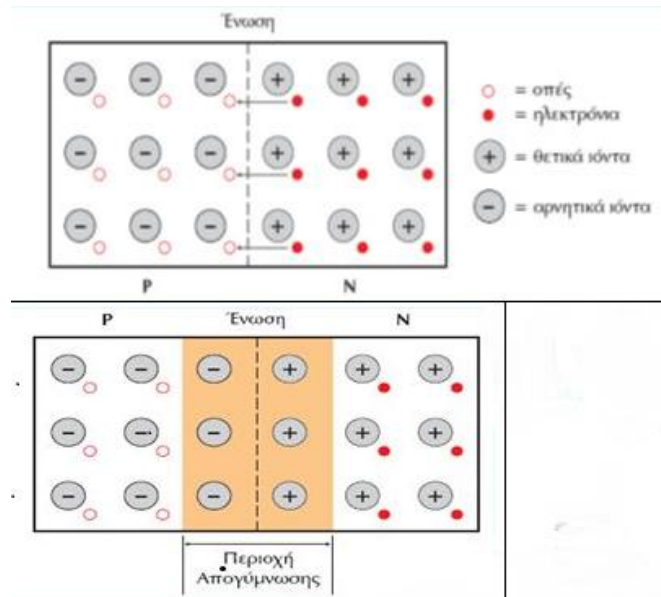 Ένωση
= οπές
= ηλεκτρόνια
+ = θετικά ιόντα
− = αρνητικά ιόντα
− − − + + +
− − − + + +
− − − + + +
P N
P Ένωση N
− − − + + +
− − − + + +
− − − + + +
Περιοχή
Απογύμνωσης